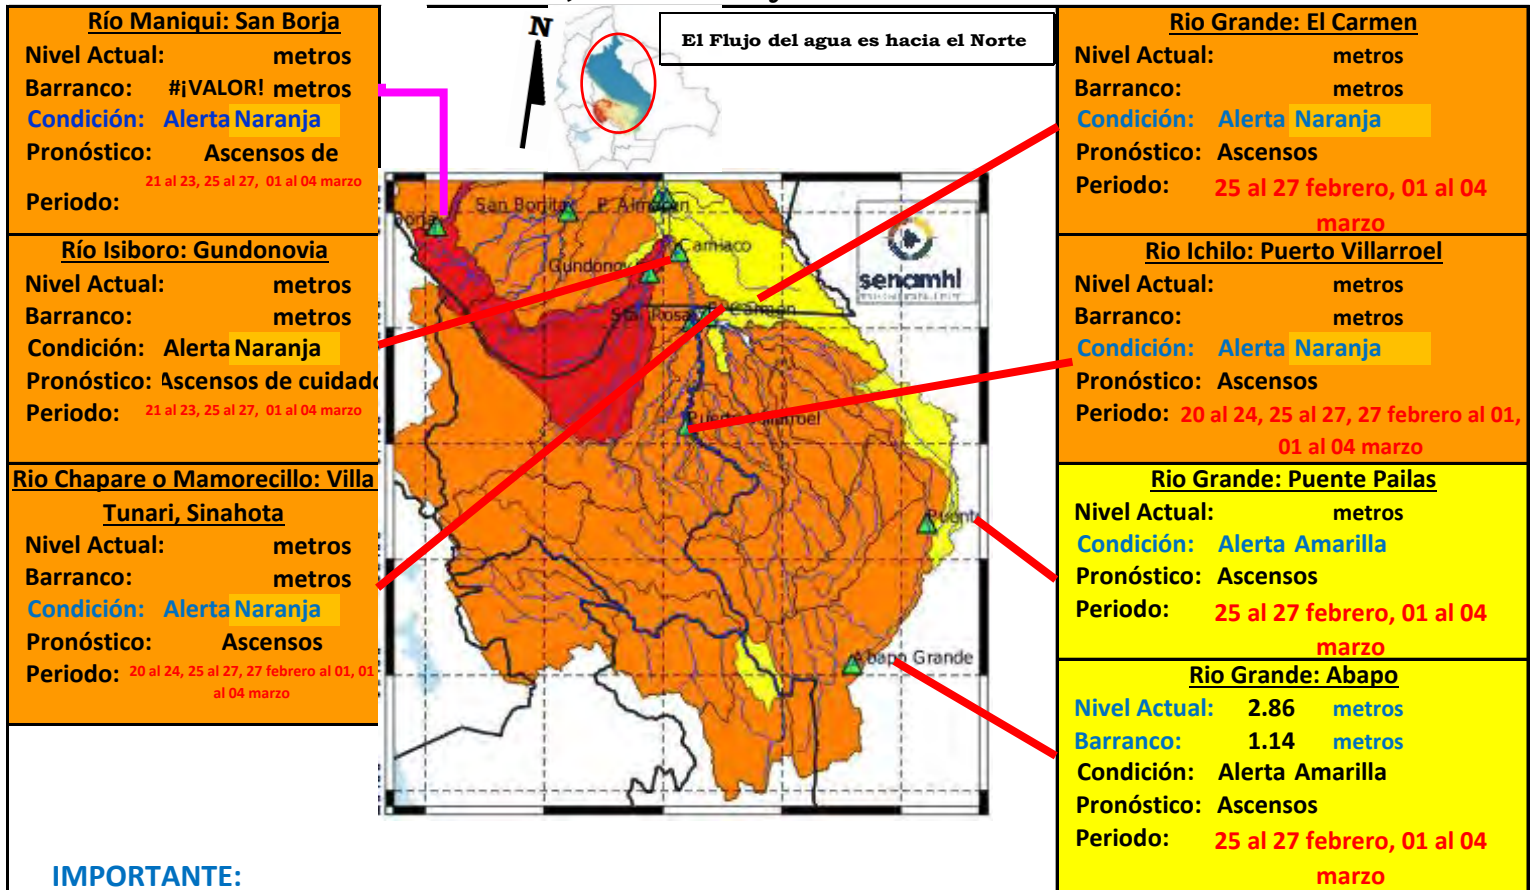 Río Maniqui: San Borja
Nivel Actual: metros
Barranco: #¡VALOR! metros
Condición: Alerta Naranja
Pronóstico: Ascensos de
21 al 23, 25 al 27, 01 al 04 marzo
Periodo:
Río Isiboro: Gundonovia
Nivel Actual: metros
Barranco: metros
Condición: Alerta Naranja
Pronóstico: Ascensos de cuidado
Periodo: 21 al 23, 25 al 27, 01 al 04 marzo
Rio Chapare o Mamorecillo: Villa
Tunari, Sinahota
Nivel Actual: metros
Barranco: metros
Condición: Alerta Naranja
Pronóstico: Ascensos
Periodo: 20 al 24, 25 al 27, 27 febrero al 01, 01
al 04 marzo
IMPORTANTE:
N
El Flujo del agua es hacia el Norte
Borja
San Bonita
P. Almacen
Camiaco
Gundonov
senamhi
Sta. Rosa
El Carmen
Puerto Villarroel
Puent
Abapo Grande
Rio Grande: El Carmen
Nivel Actual: metros
Barranco: metros
Condición: Alerta Naranja
Pronóstico: Ascensos
Periodo: 25 al 27 febrero, 01 al 04
marzo
Rio Ichilo: Puerto Villarroel
Nivel Actual: metros
Barranco: metros
Condición: Alerta Naranja
Pronóstico: Ascensos
Periodo: 20 al 24, 25 al 27, 27 febrero al 01,
01 al 04 marzo
Rio Grande: Puente Pailas
Nivel Actual: metros
Condición: Alerta Amarilla
Pronóstico: Ascensos
Periodo: 25 al 27 febrero, 01 al 04
marzo
Rio Grande: Abapo
Nivel Actual: 2.86 metros
Barranco: 1.14 metros
Condición: Alerta Amarilla
Pronóstico: Ascensos
Periodo: 25 al 27 febrero, 01 al 04
marzo